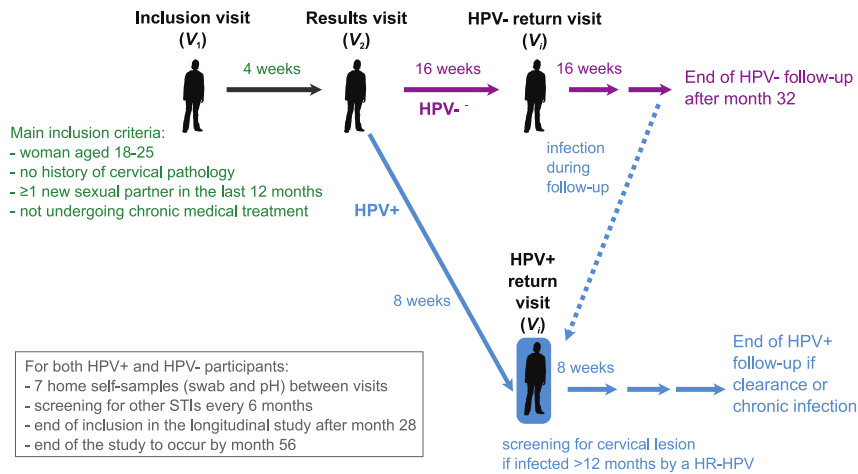 Inclusion visit
(V1)
Results visit
(V2)
HPV- return visit
(Vi)
4 weeks
16 weeks
HPV- -
16 weeks
End of HPV- follow-up
after month 32
Main inclusion criteria:
- woman aged 18-25
- no history of cervical pathology
- ≥1 new sexual partner in the last 12 months
- not undergoing chronic medical treatment
infection
during
follow-up
HPV+
8 weeks
HPV+
return
visit
(Vi)
8 weeks
End of HPV+
follow-up if
clearance or
chronic infection
For both HPV+ and HPV- participants:
- 7 home self-samples (swab and pH) between visits
- screening for other STIs every 6 months
- end of inclusion in the longitudinal study after month 28
- end of the study to occur by month 56
screening for cervical lesion
if infected >12 months by a HR-HPV